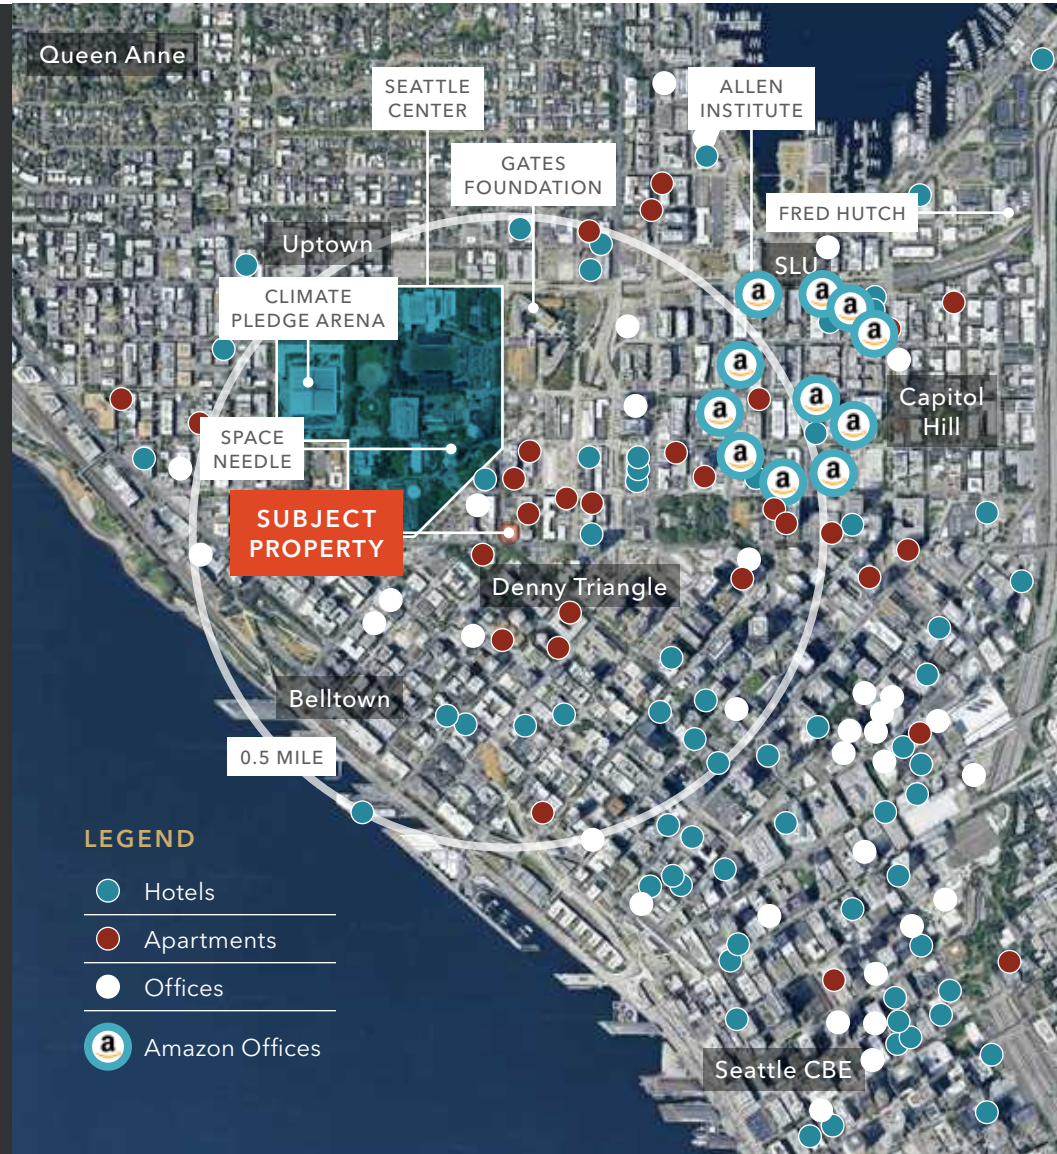 Queen Anne
SEATTLE
CENTER
ALLEN
INSTITUTE
GATES
FOUNDATION
FRED HUTCH
Uptown
SLU
CLIMATE
PLEDGE ARENA
Capitol
Hill
SPACE
NEEDLE
SUBJECT
PROPERTY
Denny Triangle
Belltown
0.5 MILE
LEGEND
Hotels
Apartments
Offices
a Amazon Offices
Seattle CBE
a
a
a
a
a
a
a
a
a
a
a